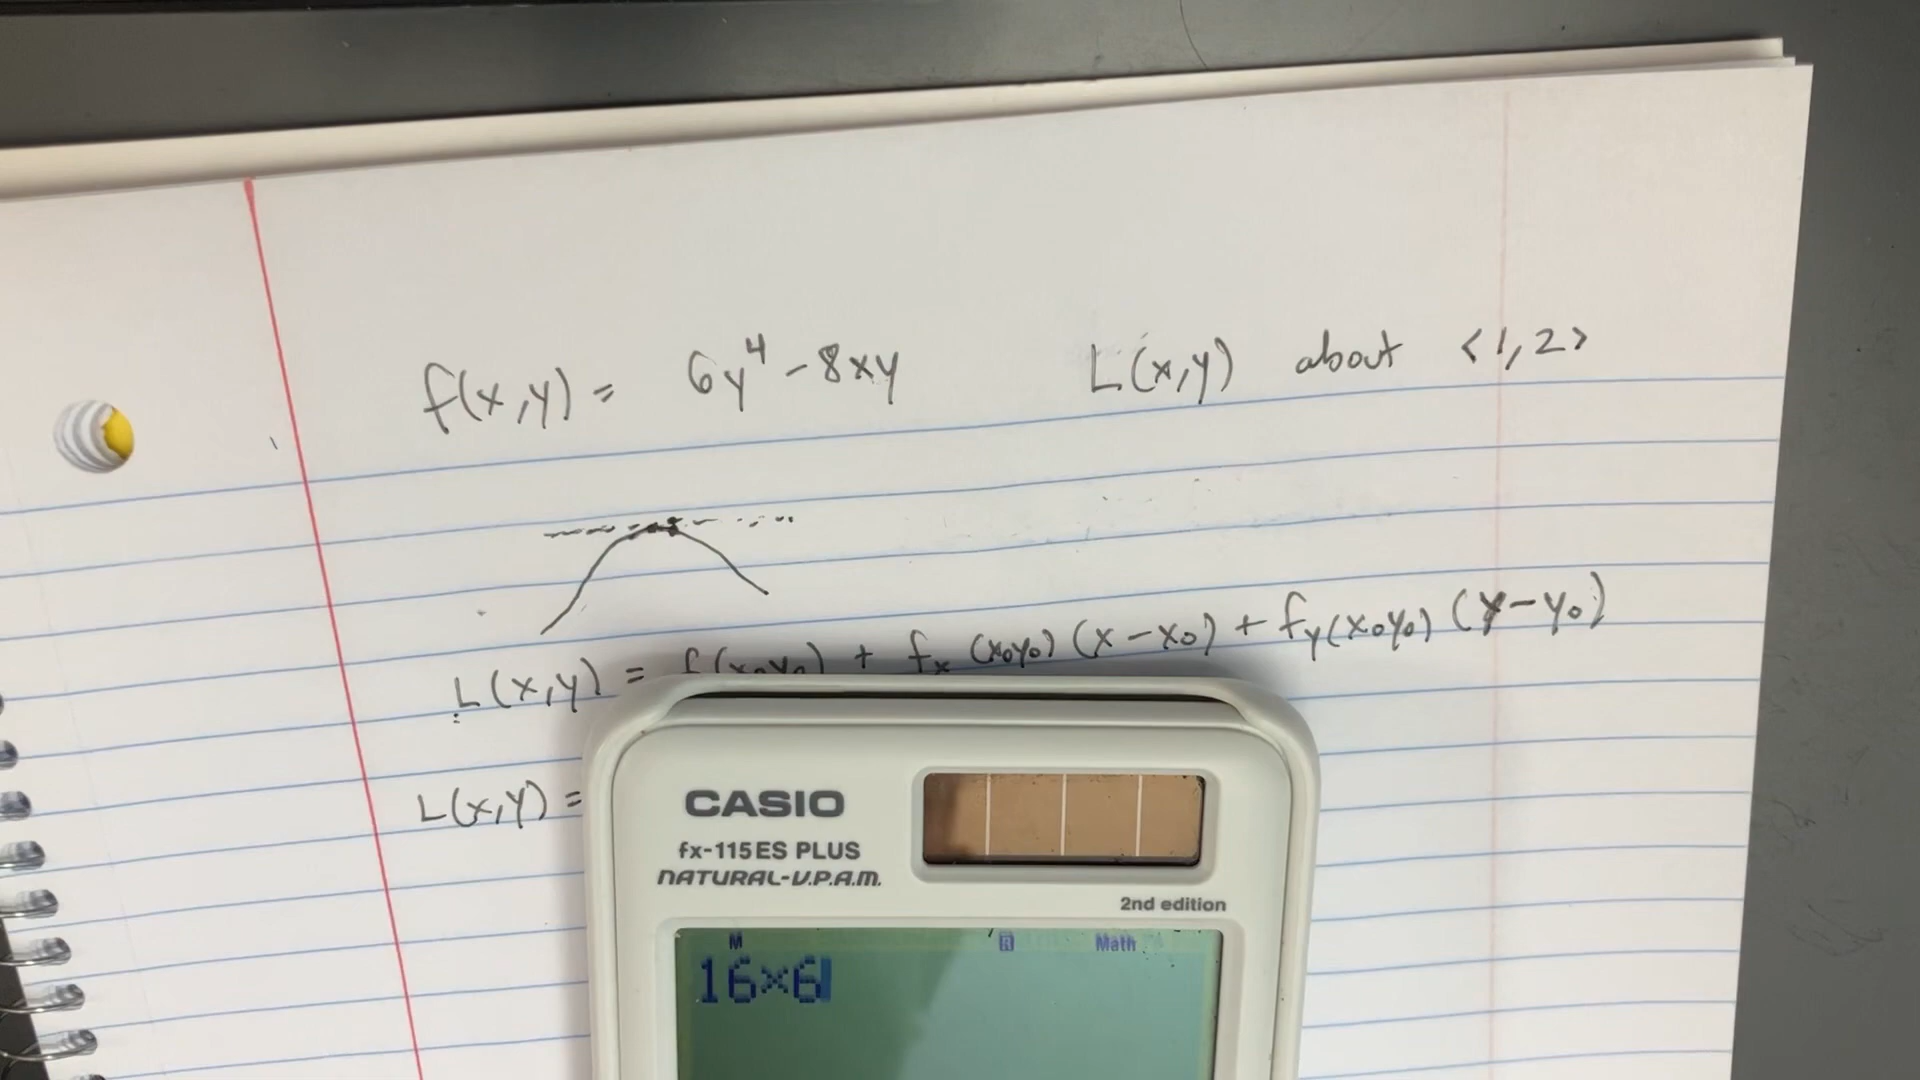 f(x,y) = 6y⁴ - 8xy L(x,y) about <1,2>
L(x,y) = f(x₀y₀) + fₓ(x₀y₀)(x-x₀) + fᵧ(x₀y₀)(y-y₀)
L(x,y) =
CASIO
fx-115ES PLUS
NATURAL-V.P.A.M.
2nd edition
M R Math
16×6